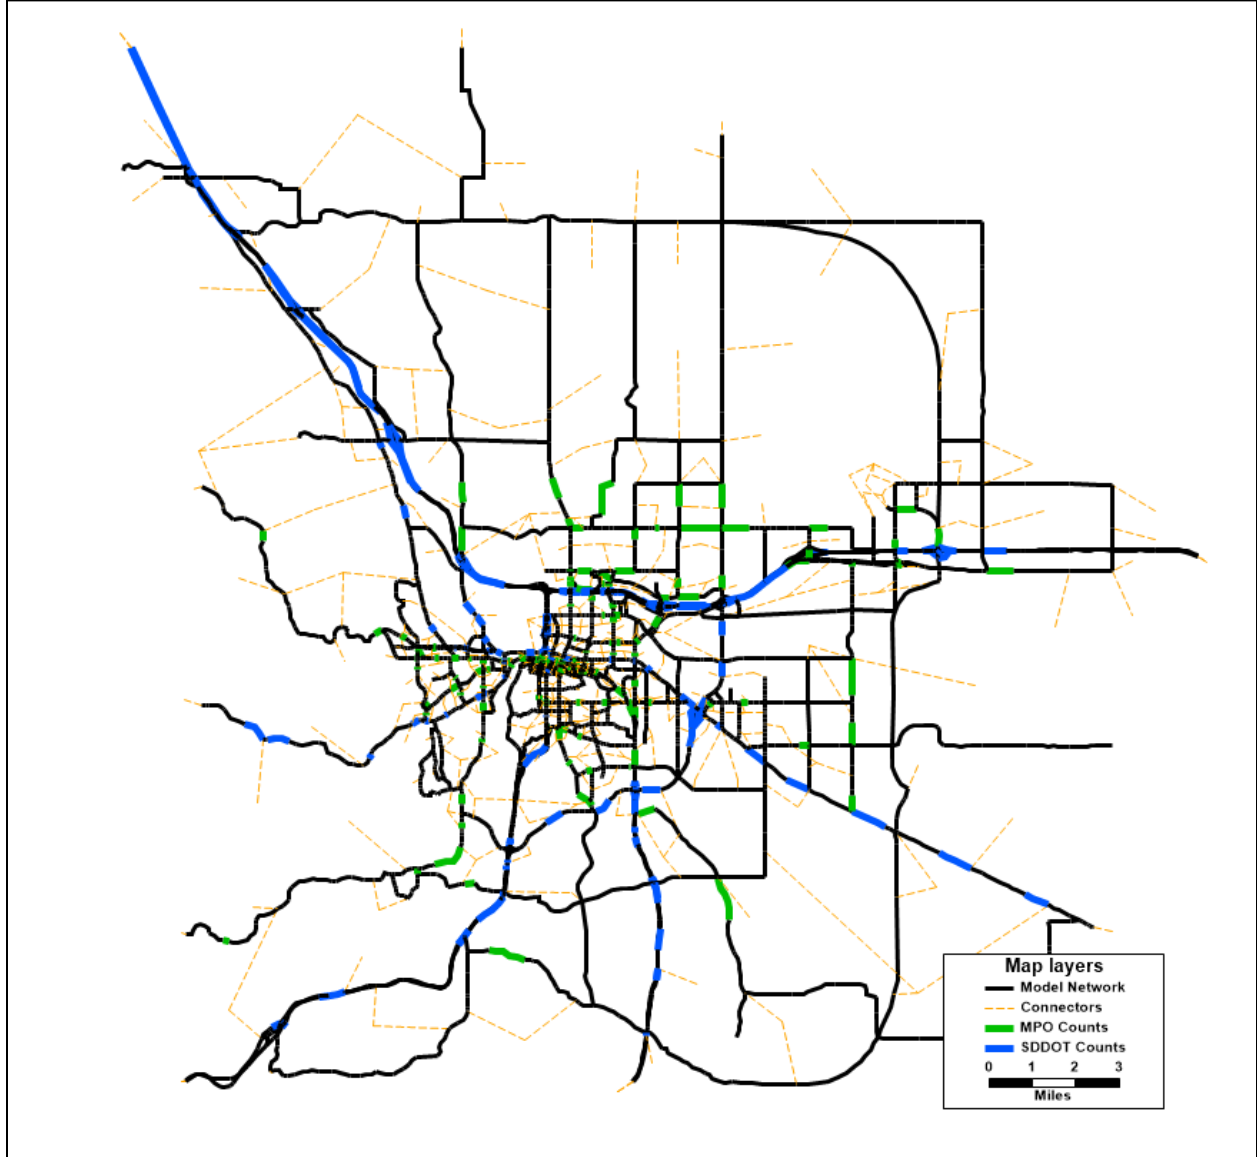 Map layers
Model Network
Connectors
MPO Counts
SDDOT Counts
0 1 2 3
Miles